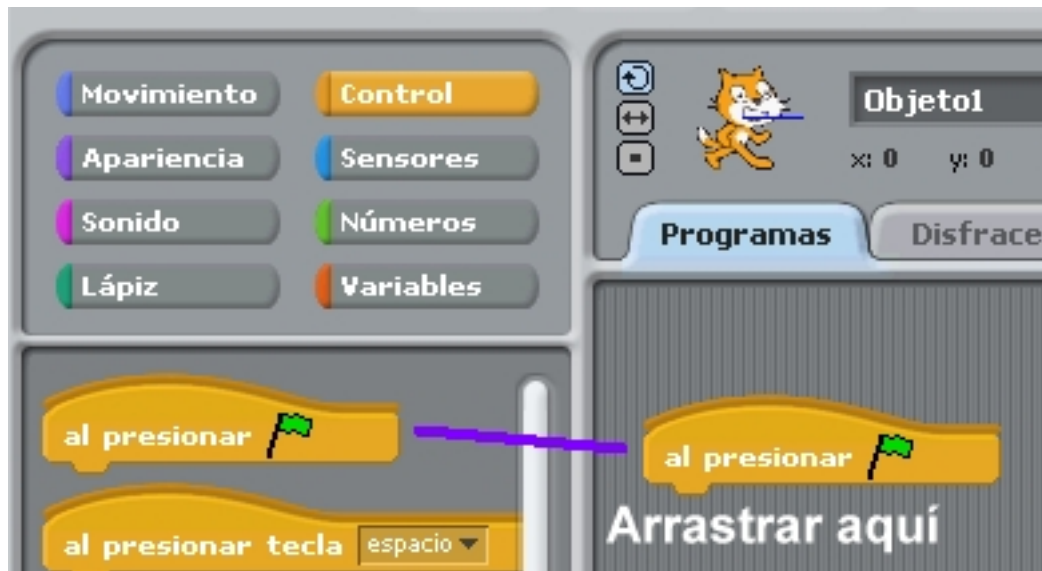 Movimiento
Control
Apariencia
Sensores
Sonido
Números
Lápiz
Variables
al presionar
al presionar tecla espacio
Objeto1
x: 0 y: 0
Programas
Disfrace
al presionar
Arrastrar aquí